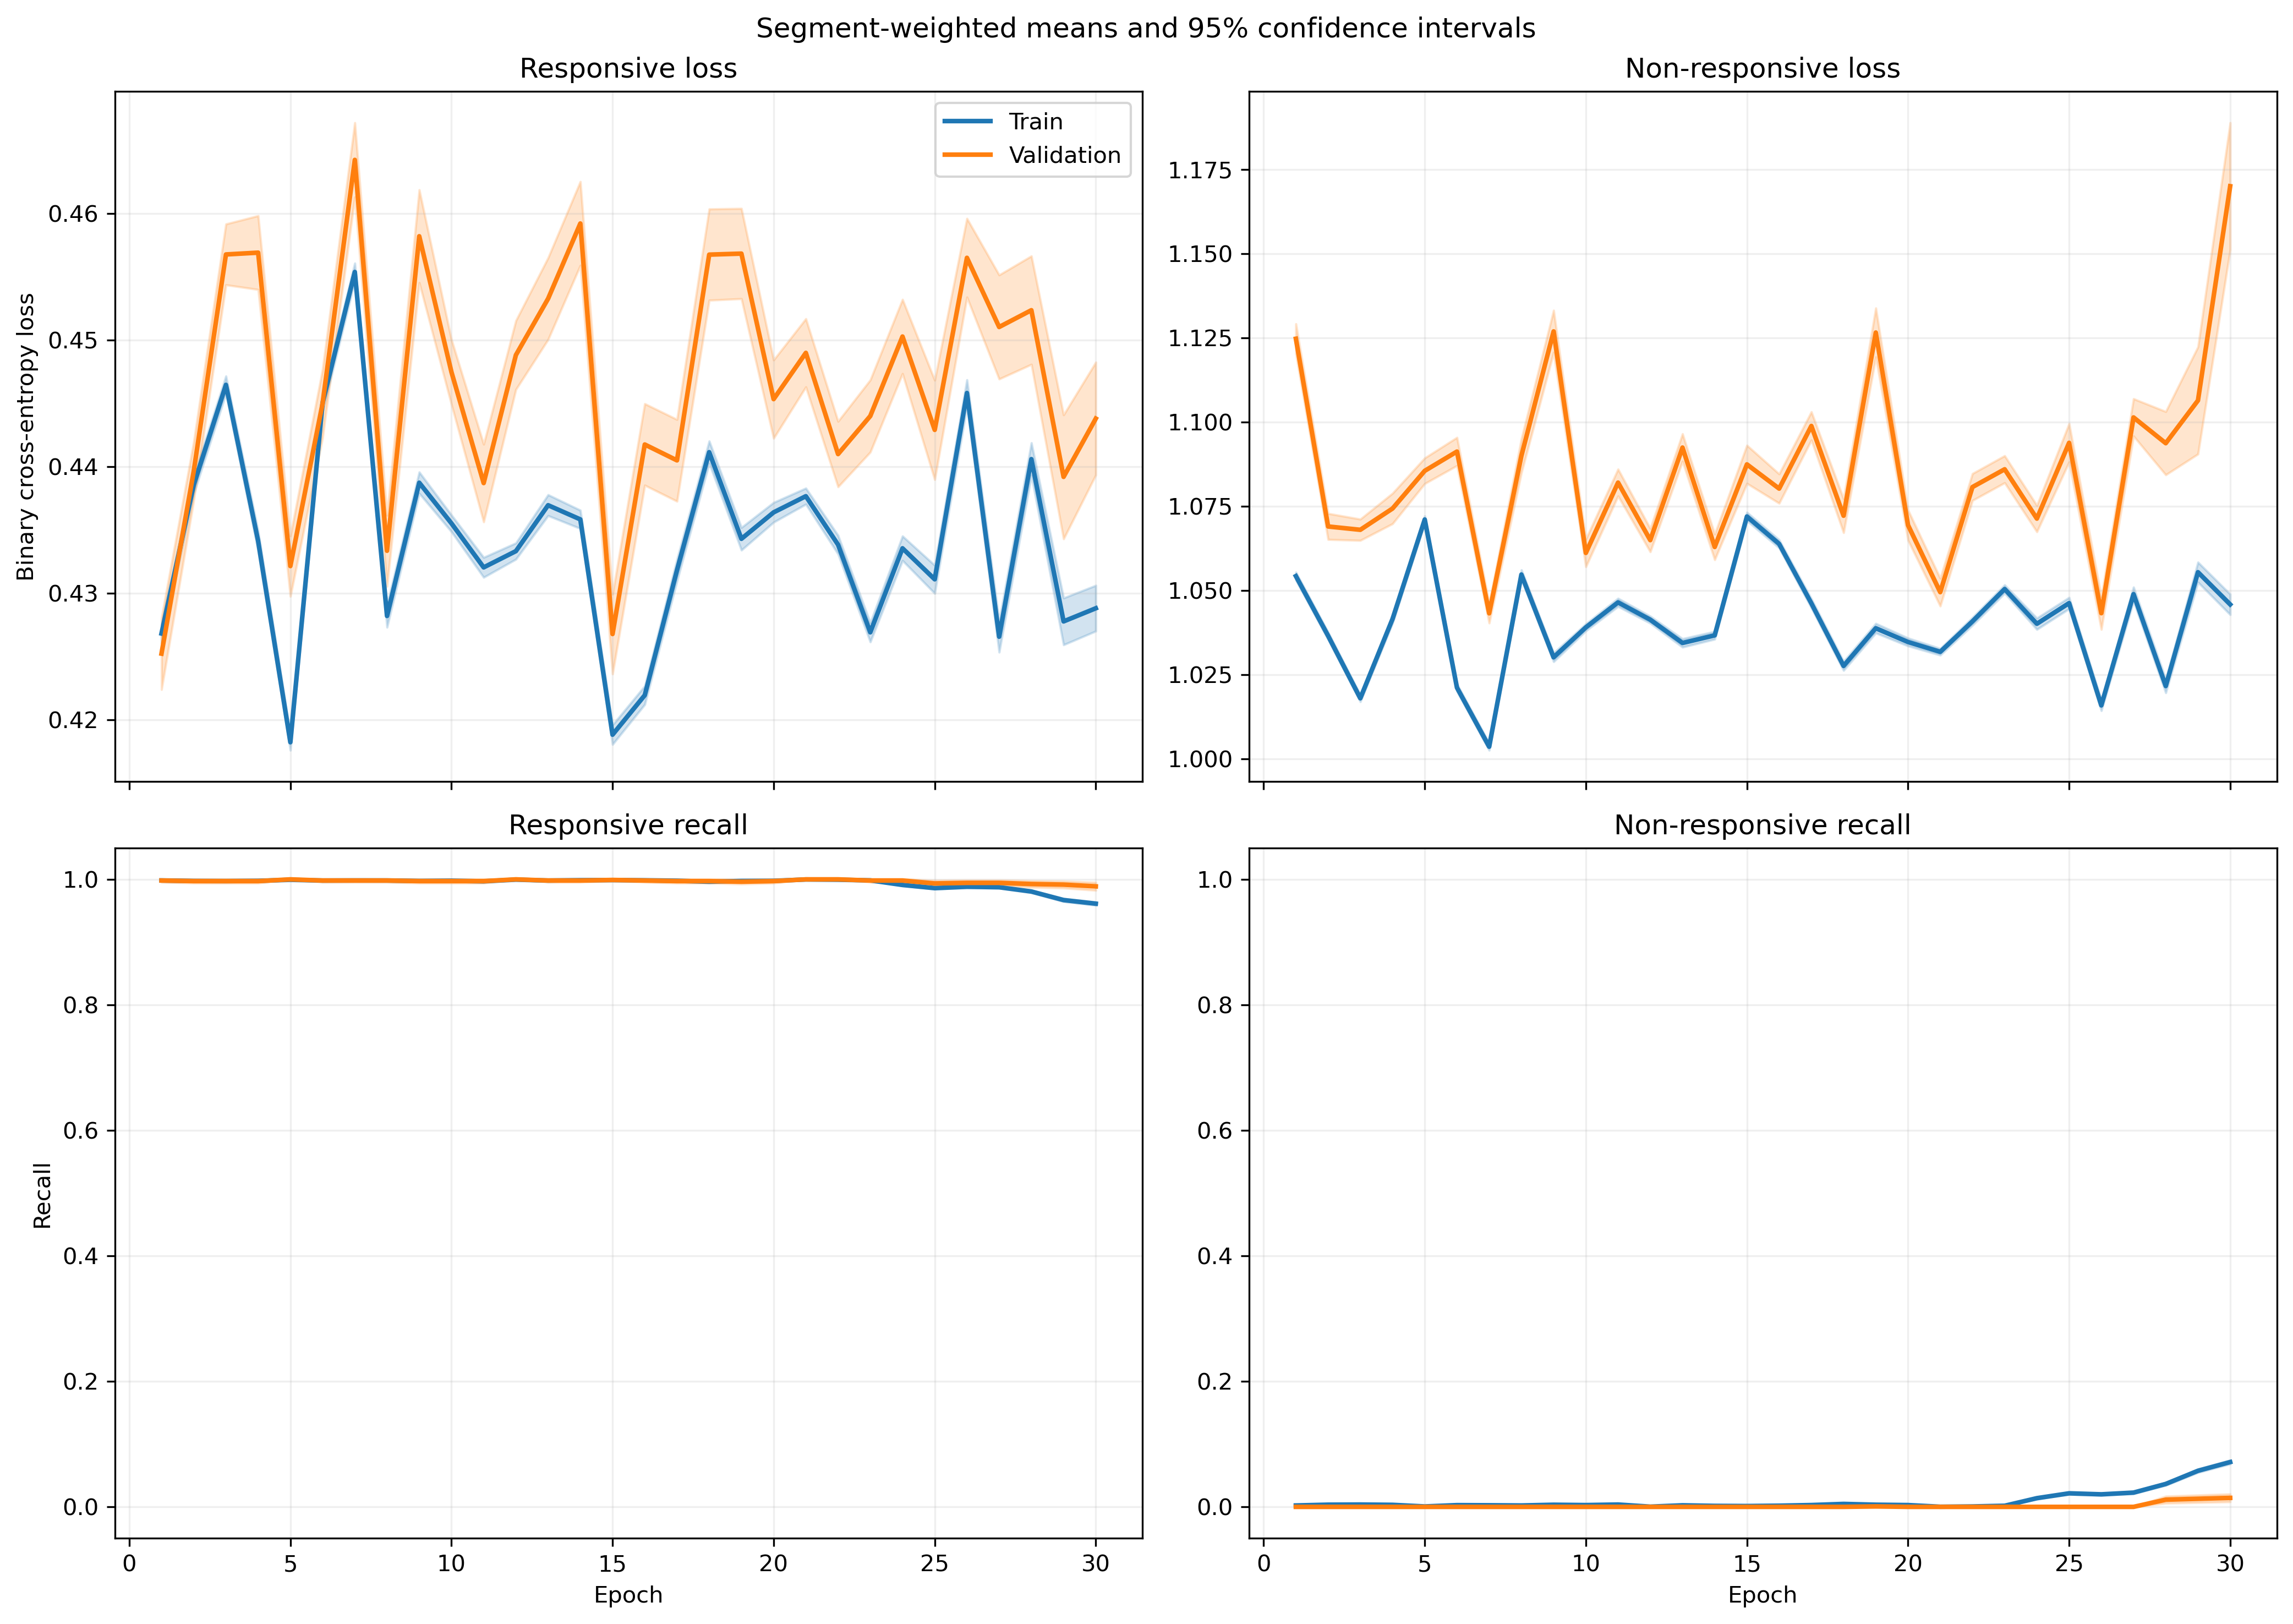 Segment-weighted means and 95% confidence intervals
Responsive loss
Non-responsive loss
Train
Validation
Binary cross-entropy loss
0.46
0.45
0.44
0.43
0.42
1.175
1.150
1.125
1.100
1.075
1.050
1.025
1.000
Responsive recall
Non-responsive recall
Recall
1.0
0.8
0.6
0.4
0.2
0.0
1.0
0.8
0.6
0.4
0.2
0.0
0 5 10 15 20 25 30
0 5 10 15 20 25 30
Epoch
Epoch